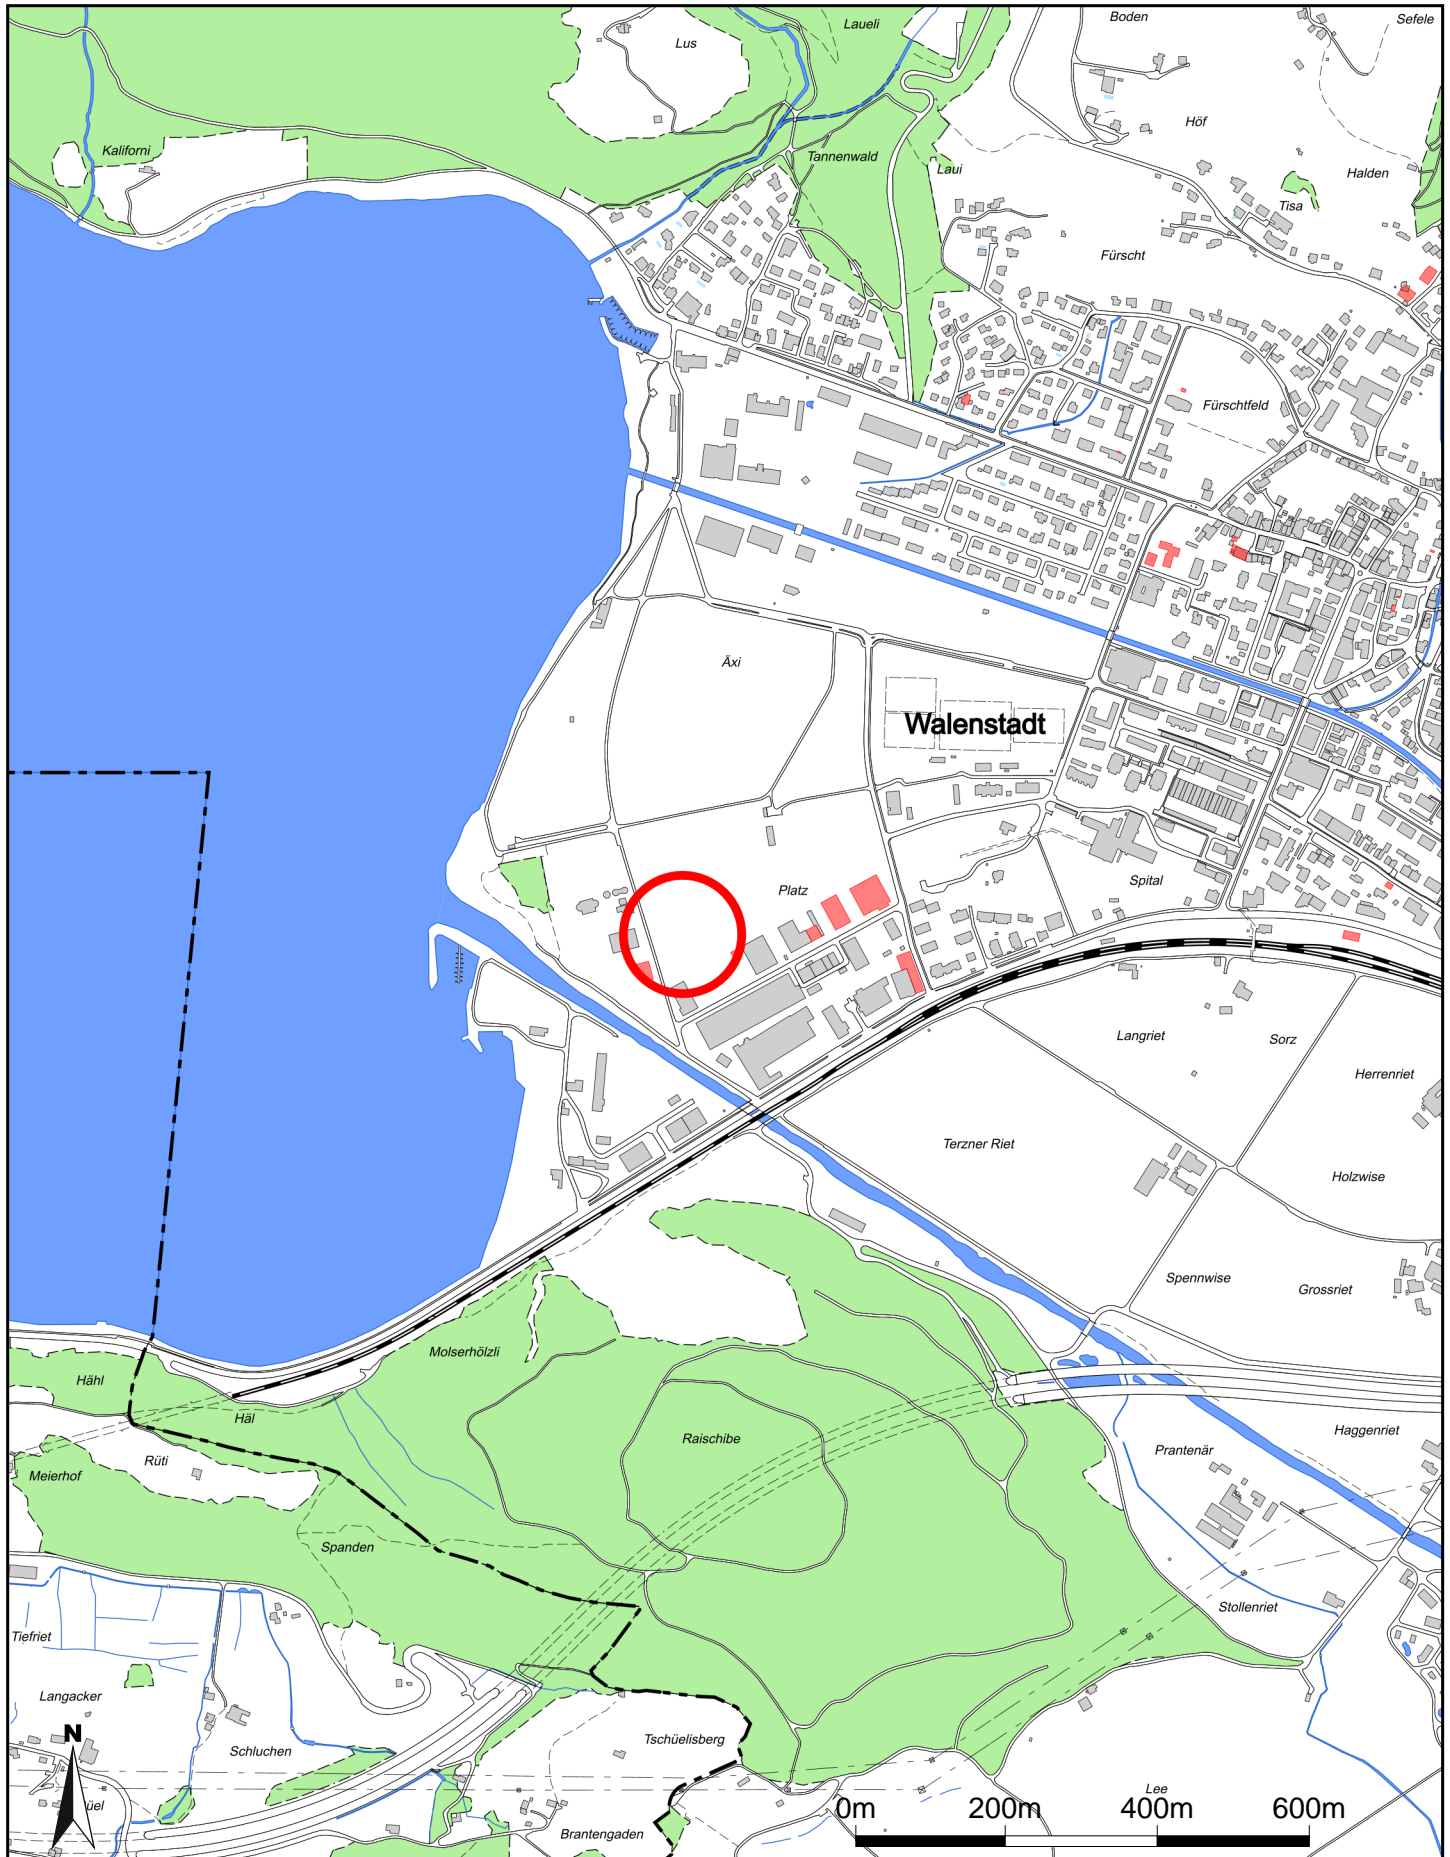 Boden
Sefele
Laueli
Lus
Höf
Kaliforni
Tannenwald
Laui
Halden
Tisa
Fürscht
Fürschtfeld
Äxi
Walenstadt
Platz
Spital
Langriet
Sorz
Herrenriet
Terzner Riet
Holzwise
Spennwise
Grossriet
Molserhölzli
Hähl
Häl
Raischibe
Haggenriet
Rüti
Prantenär
Meierhof
Spanden
Stollenriet
Tiefriet
Langacker
N
Tschüelisberg
Schluchen
Lee
üel
0m 200m 400m 600m
Brantengaden